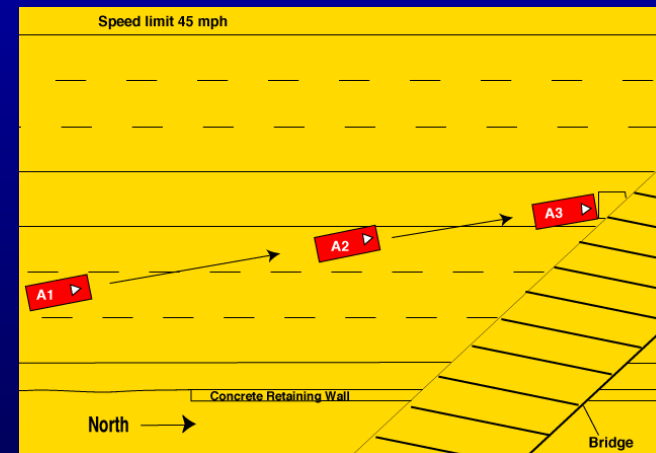 Speed limit 45 mph
A3
A2
A1
Concrete Retaining Wall
North
Bridge